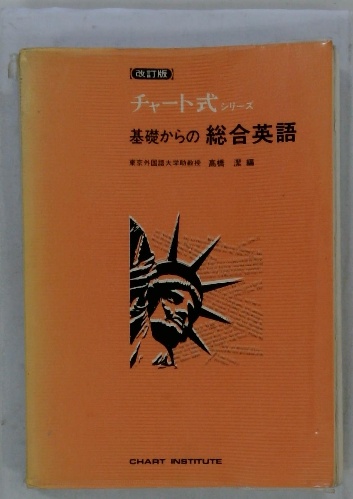 【改訂版】
チャート式シリーズ
基礎からの 総合英語
東京外国語大学助教授 高橋 潔 編
CHART INSTITUTE